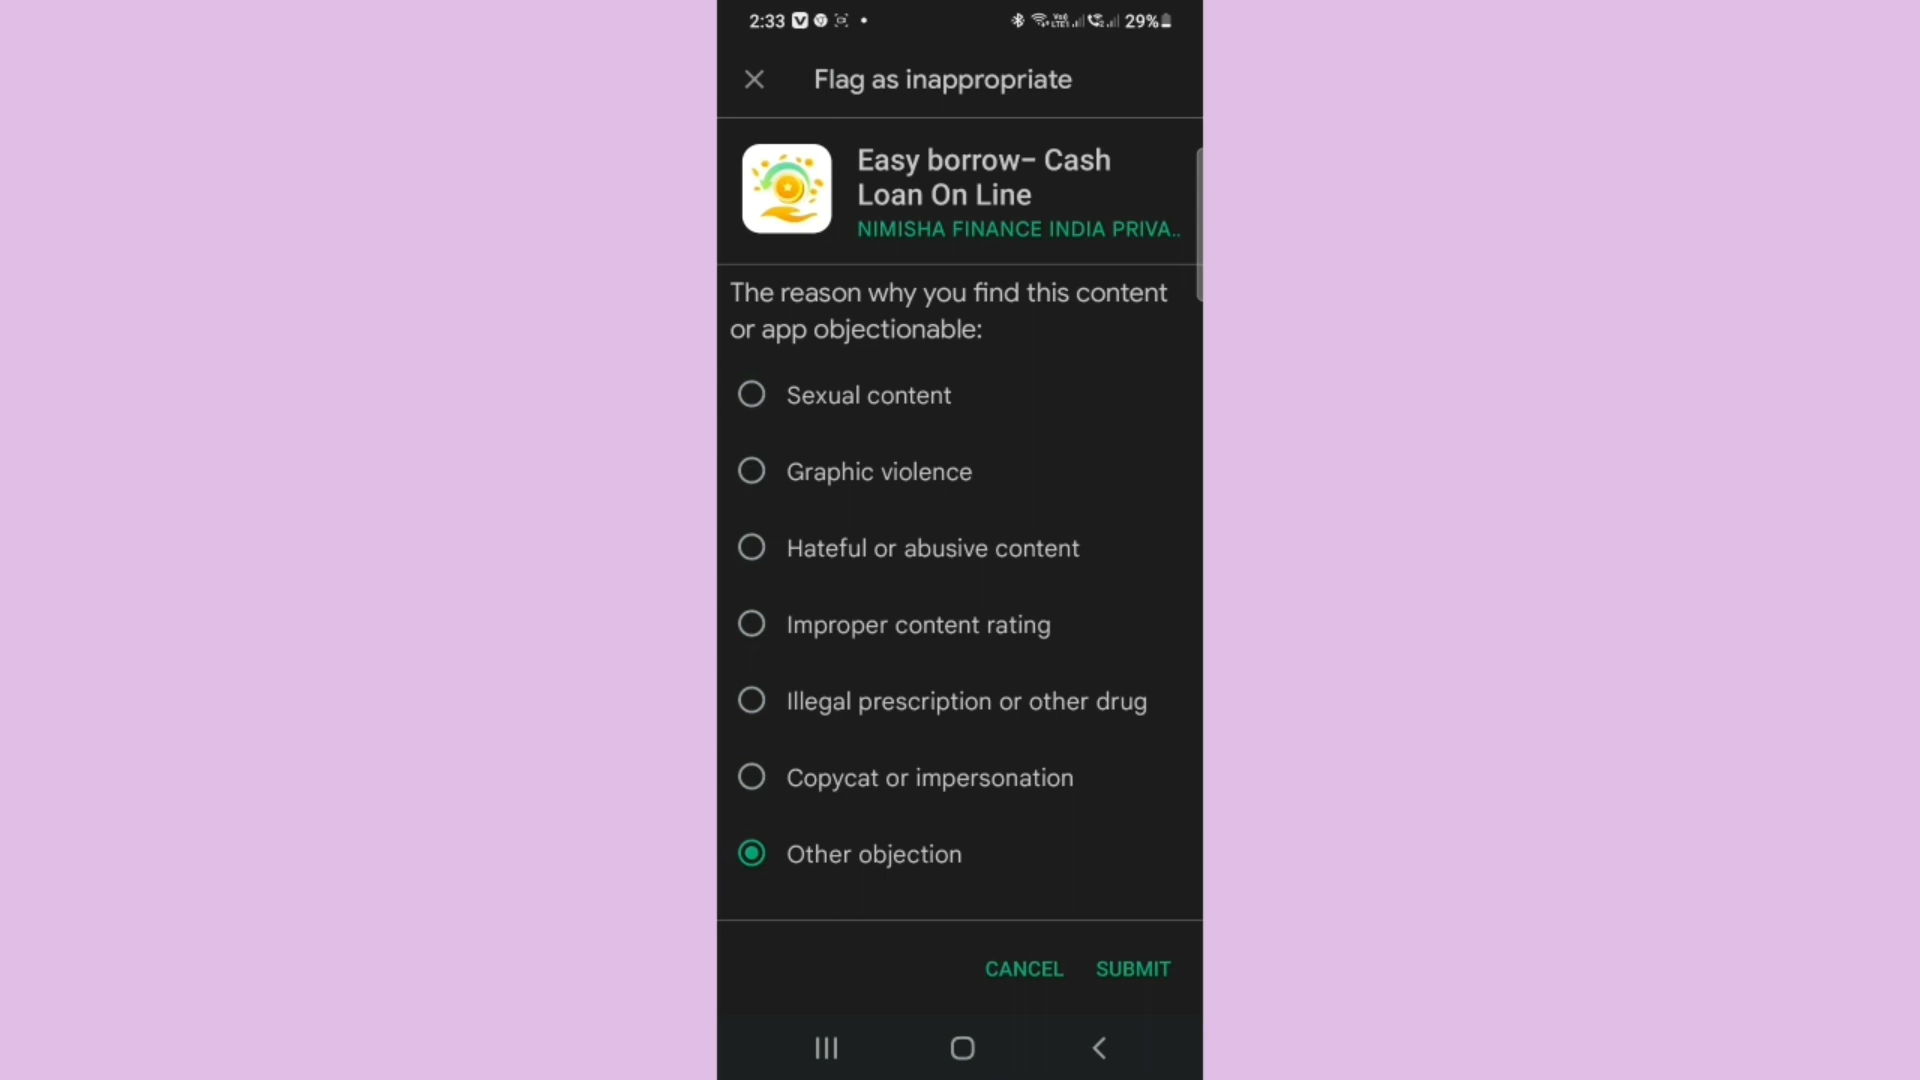 2:33
29%
Flag as inappropriate
Easy borrow– Cash
Loan On Line
NIMISHA FINANCE INDIA PRIVA..
The reason why you find this content
or app objectionable:
Sexual content
Graphic violence
Hateful or abusive content
Improper content rating
Illegal prescription or other drug
Copycat or impersonation
Other objection
CANCEL SUBMIT